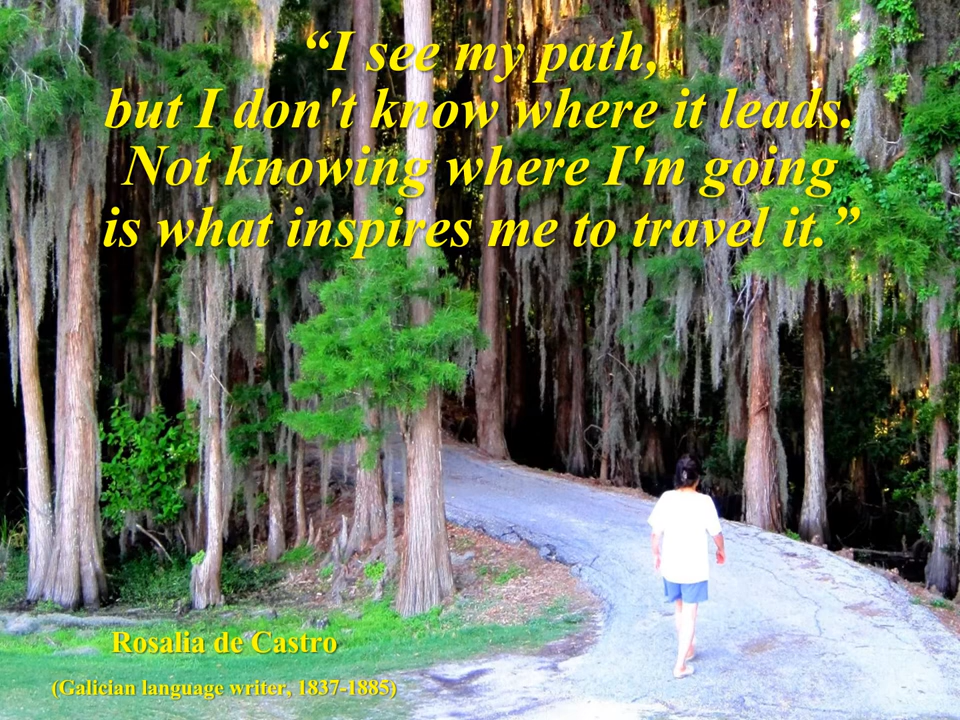 “I see my path,
but I don't know where it leads.
Not knowing where I'm going
is what inspires me to travel it.”
Rosalia de Castro
(Galician language writer, 1837-1885)